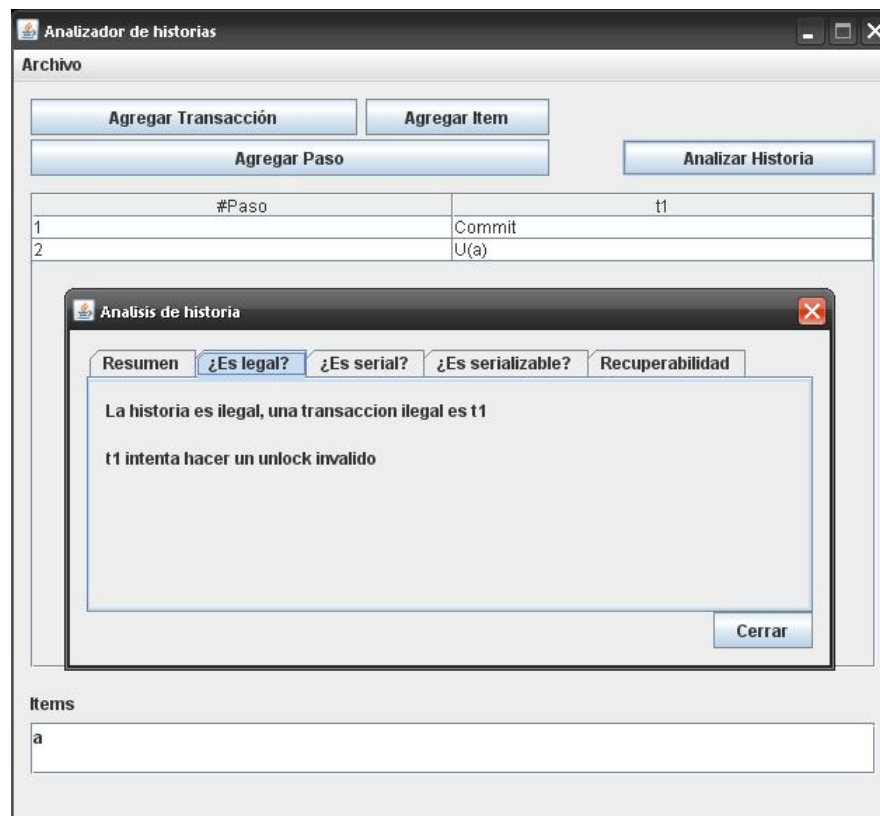 Analizador de historias
Archivo
Agregar Transacción Agregar Item
Agregar Paso Analizar Historia
#Paso t1
1 Commit
2 U(a)
Analisis de historia
Resumen ¿Es legal? ¿Es serial? ¿Es serializable? Recuperabilidad
La historia es ilegal, una transaccion ilegal es t1
t1 intenta hacer un unlock invalido
Cerrar
Items
a